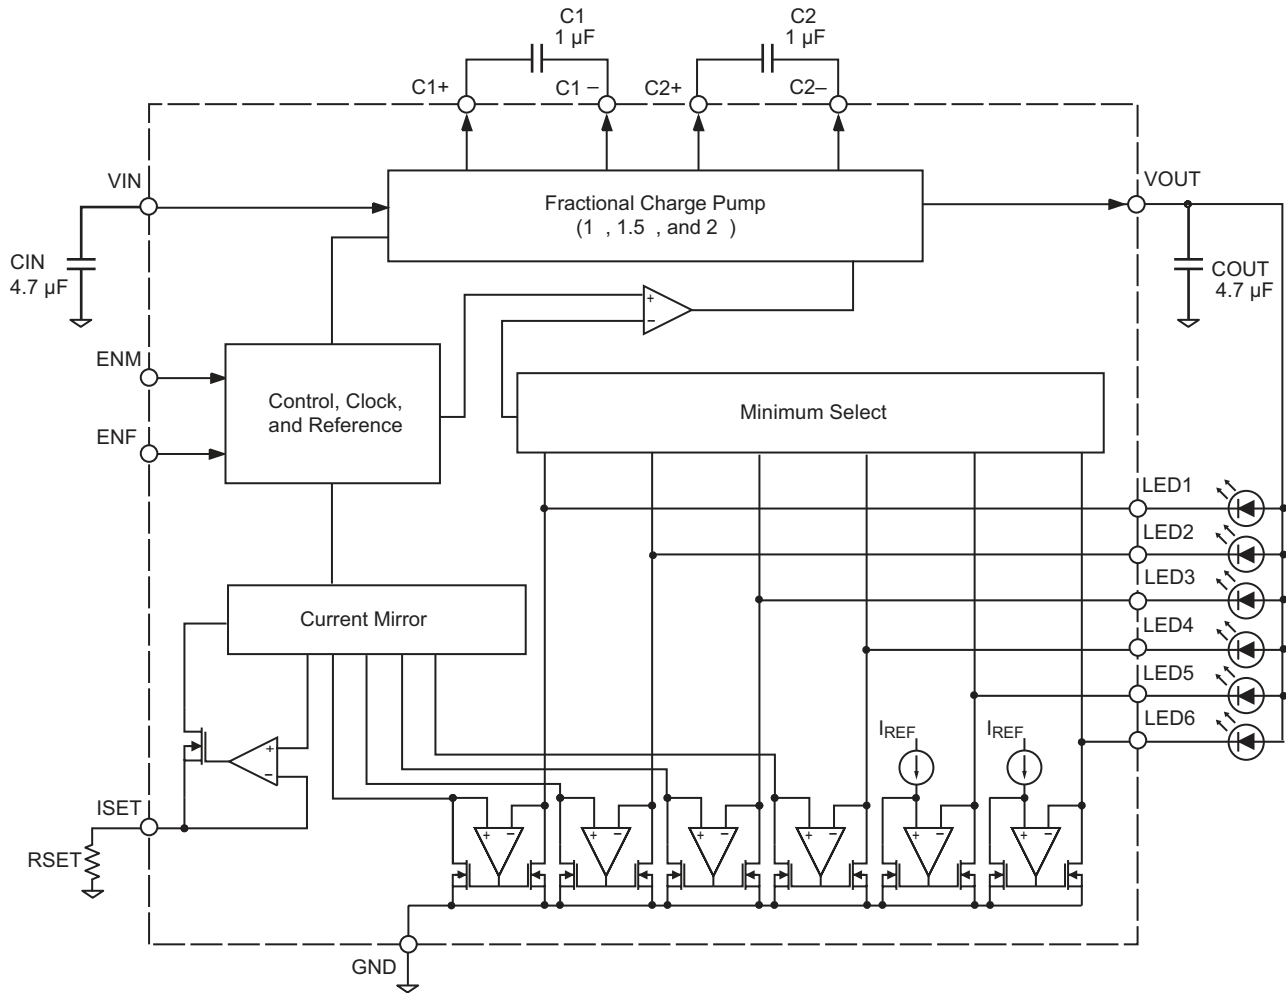 C1
1 µF
C2
1 µF
C1+
C1 –
C2+
C2–
VIN
VOUT
Fractional Charge Pump
(1 , 1.5 , and 2 )
CIN
4.7 µF
COUT
4.7 µF
+
–
ENM
ENF
Control, Clock,
and Reference
Minimum Select
LED1
LED2
LED3
LED4
LED5
LED6
Current Mirror
IREF
IREF
+
–
ISET
RSET
+ –
+ –
+ –
+ –
+ –
+ –
GND